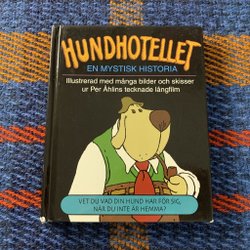 HUNDHOTELLET
EN MYSTISK HISTORIA
Illustrerad med många bilder och skisser
ur Per Åhlins tecknade långfilm
VET DU VAD DIN HUND HAR FÖR SIG,
NÄR DU INTE ÄR HEMMA?